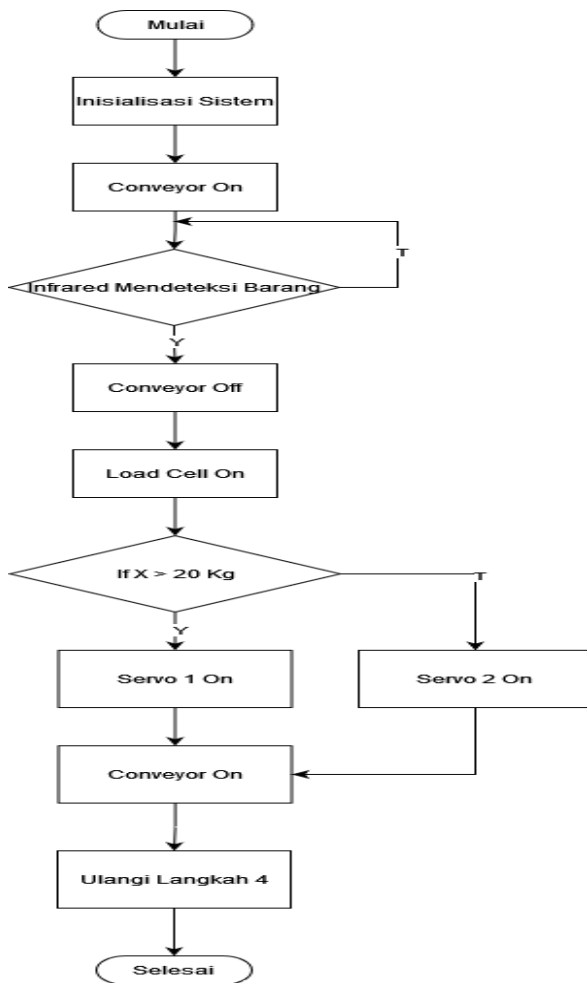 Mulai
Inisialisasi Sistem
Conveyor On
T
Infrared Mendeteksi Barang
Y
Conveyor Off
Load Cell On
If X > 20 Kg
T
Y
Servo 1 On
Servo 2 On
Conveyor On
Ulangi Langkah 4
Selesai